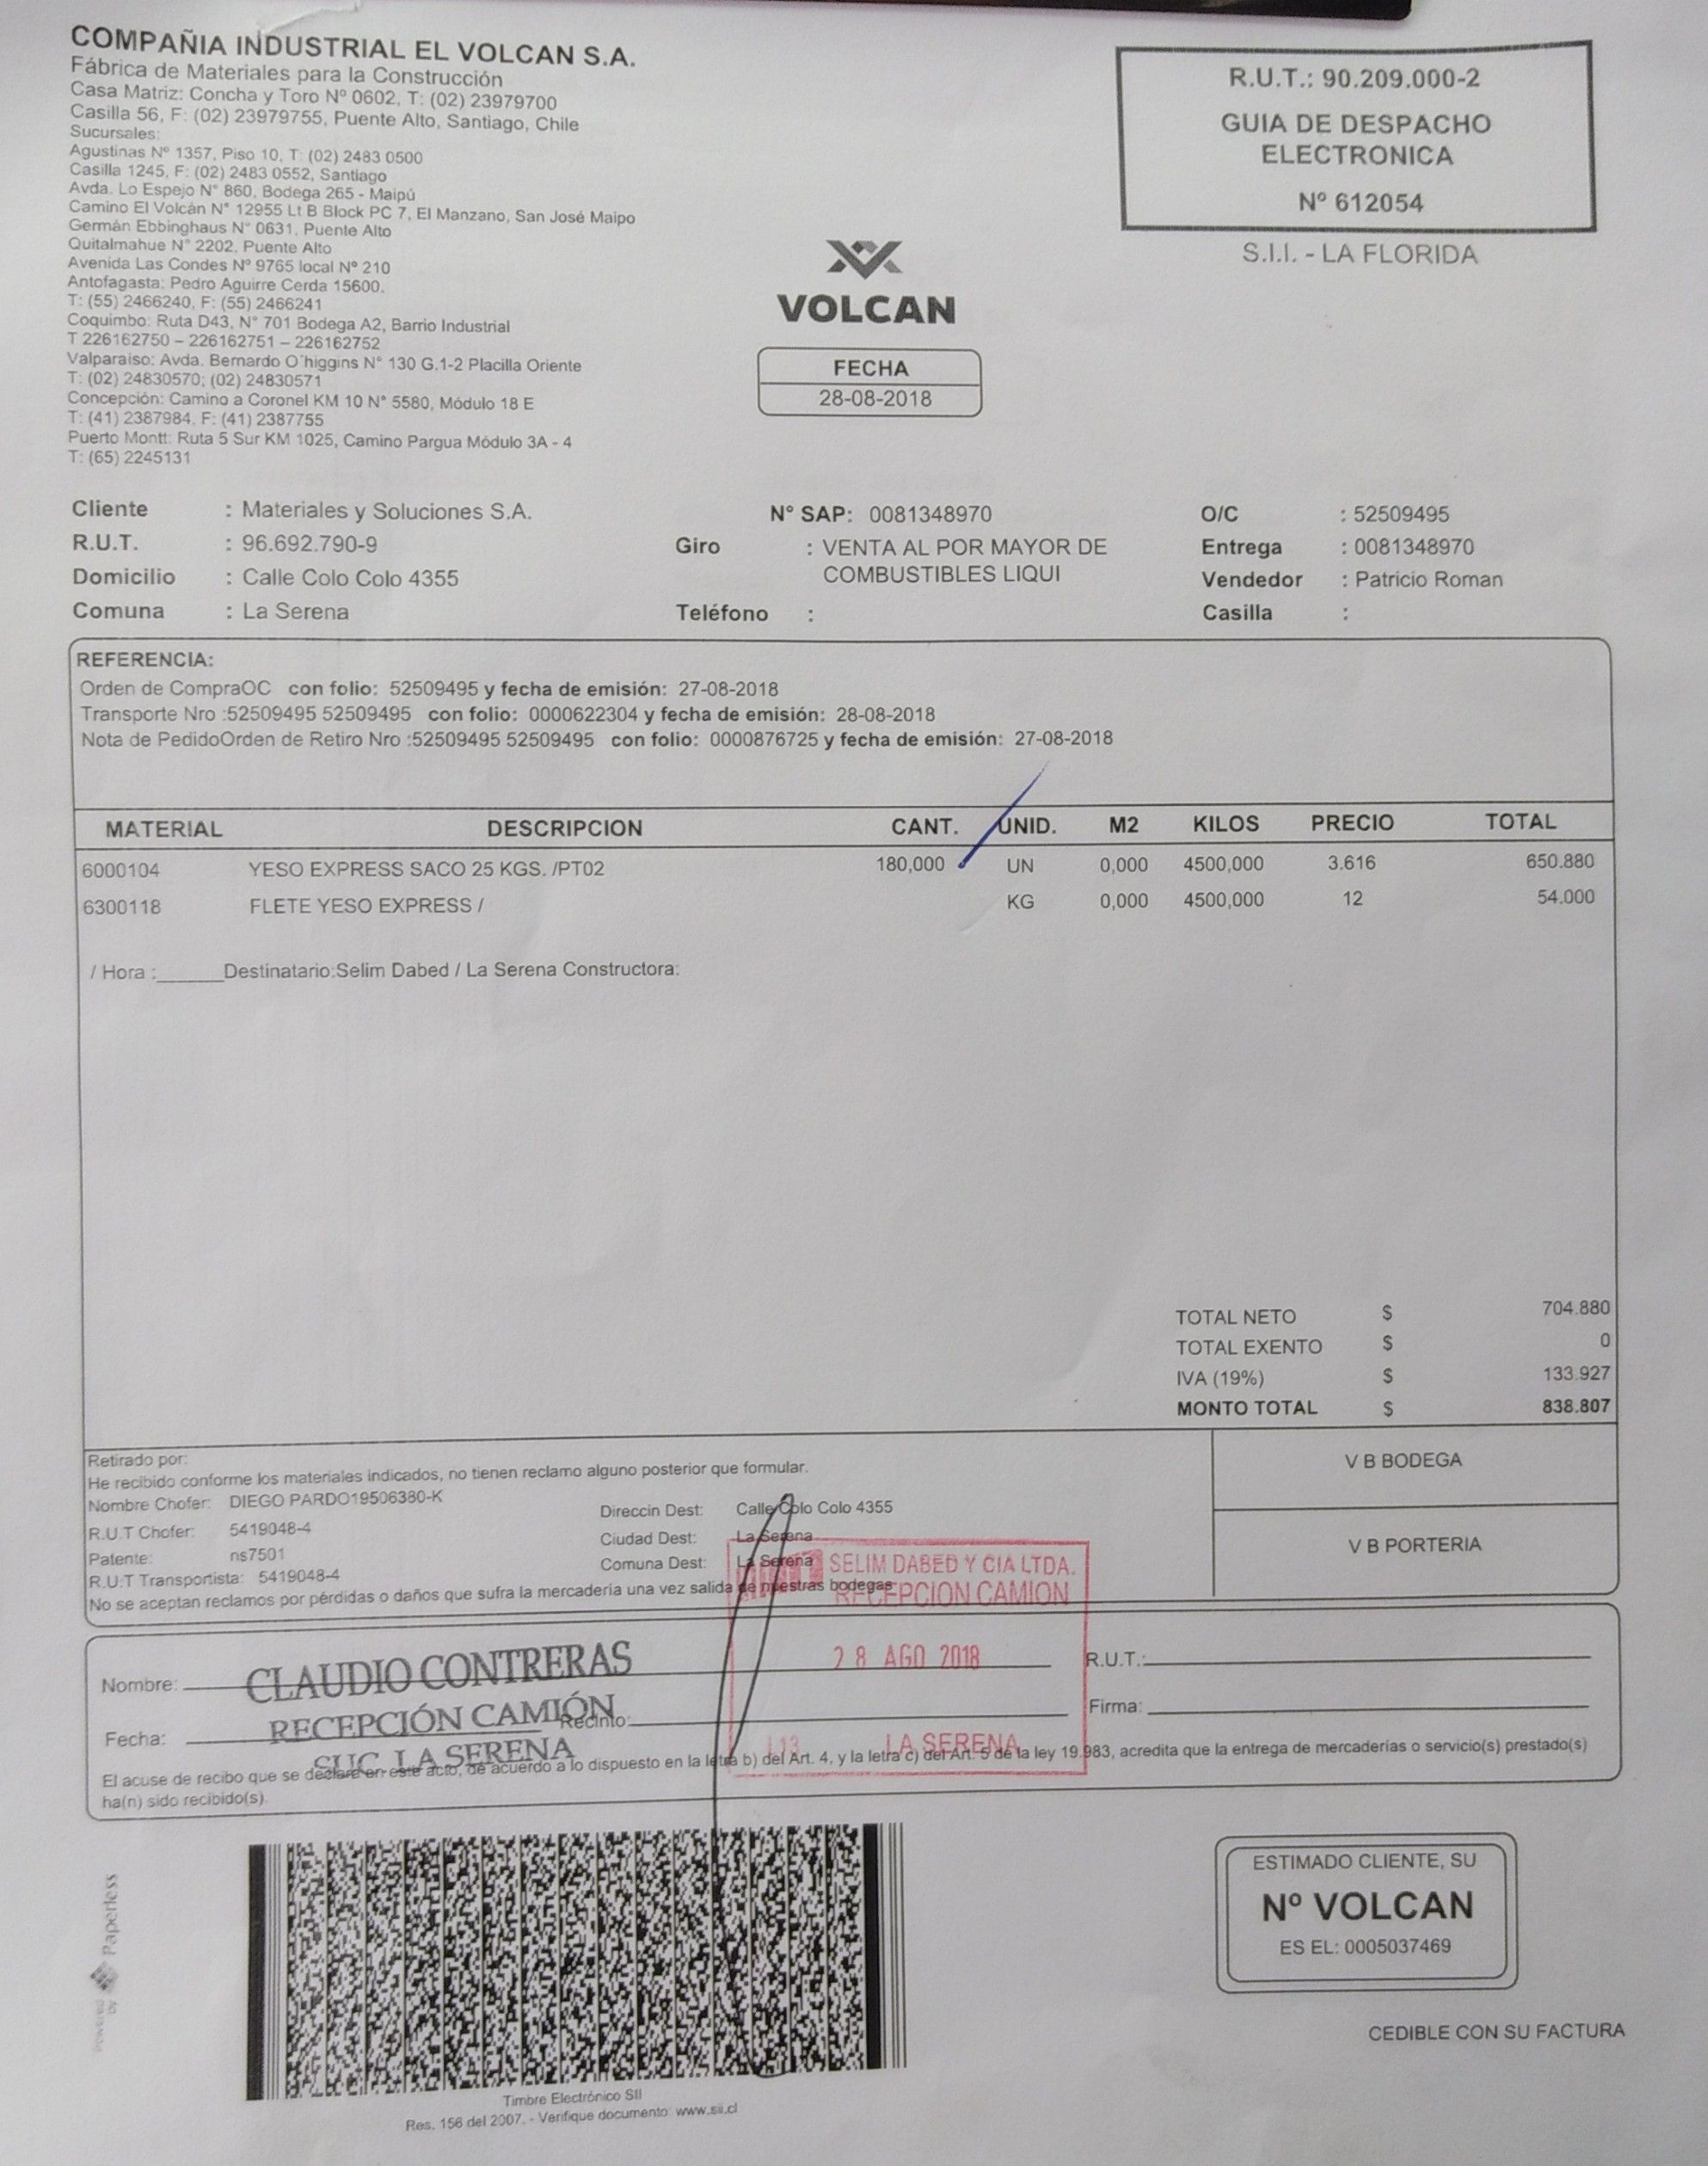 COMPAÑIA INDUSTRIAL EL VOLCAN S.A.
Fábrica de Materiales para la Construcción
Casa Matriz: Concha y Toro Nº 0602, T: (02) 23979700
Casilla 56, F: (02) 23979755, Puente Alto, Santiago, Chile
Sucursales:
Agustinas Nº 1357, Piso 10, T: (02) 2483 0500
Casilla 1245, F: (02) 2483 0552, Santiago
Avda. Lo Espejo N° 860, Bodega 265 - Maipú
Camino El Volcán N° 12955 Lt B Block PC 7, El Manzano, San José Maipo
Germán Ebbinghaus N° 0631, Puente Alto
Quitalmahue N° 2202, Puente Alto
Avenida Las Condes Nº 9765 local Nº 210
Antofagasta: Pedro Aguirre Cerda 15600.
T: (55) 2466240, F: (55) 2466241
Coquimbo: Ruta D43, N° 701 Bodega A2, Barrio Industrial
T 226162750 – 226162751 – 226162752
Valparaiso: Avda. Bernardo O´higgins N° 130 G.1-2 Placilla Oriente
T: (02) 24830570; (02) 24830571
Concepción: Camino a Coronel KM 10 N° 5580, Módulo 18 E
T: (41) 2387984, F: (41) 2387755
Puerto Montt: Ruta 5 Sur KM 1025, Camino Pargua Módulo 3A - 4
T: (65) 2245131
R.U.T.: 90.209.000-2
GUIA DE DESPACHO
ELECTRONICA
Nº 612054
S.I.I. - LA FLORIDA
VOLCAN
FECHA
28-08-2018
Cliente : Materiales y Soluciones S.A. N° SAP: 0081348970 O/C : 52509495
R.U.T. : 96.692.790-9 Giro : VENTA AL POR MAYOR DE Entrega : 0081348970
Domicilio : Calle Colo Colo 4355 COMBUSTIBLES LIQUI Vendedor : Patricio Roman
Comuna : La Serena Teléfono : Casilla :
REFERENCIA:
Orden de CompraOC con folio: 52509495 y fecha de emisión: 27-08-2018
Transporte Nro :52509495 52509495 con folio: 0000622304 y fecha de emisión: 28-08-2018
Nota de PedidoOrden de Retiro Nro :52509495 52509495 con folio: 0000876725 y fecha de emisión: 27-08-2018
MATERIAL DESCRIPCION CANT. UNID. M2 KILOS PRECIO TOTAL
6000104 YESO EXPRESS SACO 25 KGS. /PT02 180,000 UN 0,000 4500,000 3.616 650.880
6300118 FLETE YESO EXPRESS / KG 0,000 4500,000 12 54.000
/ Hora :______Destinatario:Selim Dabed / La Serena Constructora:
TOTAL NETO $ 704.880
TOTAL EXENTO $ 0
IVA (19%) $ 133.927
MONTO TOTAL $ 838.807
Retirado por:
He recibido conforme los materiales indicados, no tienen reclamo alguno posterior que formular.
Nombre Chofer: DIEGO PARDO19506380-K Direccin Dest: Calle Colo Colo 4355
R.U.T Chofer: 5419048-4 Ciudad Dest: La Serena
Patente: ns7501 Comuna Dest: La Serena
R.U:T Transportista: 5419048-4
No se aceptan reclamos por pérdidas o daños que sufra la mercadería una vez salida de nuestras bodegas
V B BODEGA
V B PORTERIA
SELIM DABED Y CIA LTDA.
RECEPCION CAMION
28 AGO 2018
LA SERENA
Nombre: CLAUDIO CONTRERAS R.U.T.:
RECEPCIÓN CAMIÓN
Fecha: Recinto: Firma:
SUC. LA SERENA
El acuse de recibo que se declara en este acto, de acuerdo a lo dispuesto en la letra b) del Art. 4, y la letra c) del Art. 5 de la ley 19.983, acredita que la entrega de mercaderías o servicio(s) prestado(s)
ha(n) sido recibido(s).
Powered by Paperless
Timbre Electrónico SII
Res. 156 del 2007. - Verifique documento: www.sii.cl
ESTIMADO CLIENTE, SU
Nº VOLCAN
ES EL: 0005037469
CEDIBLE CON SU FACTURA